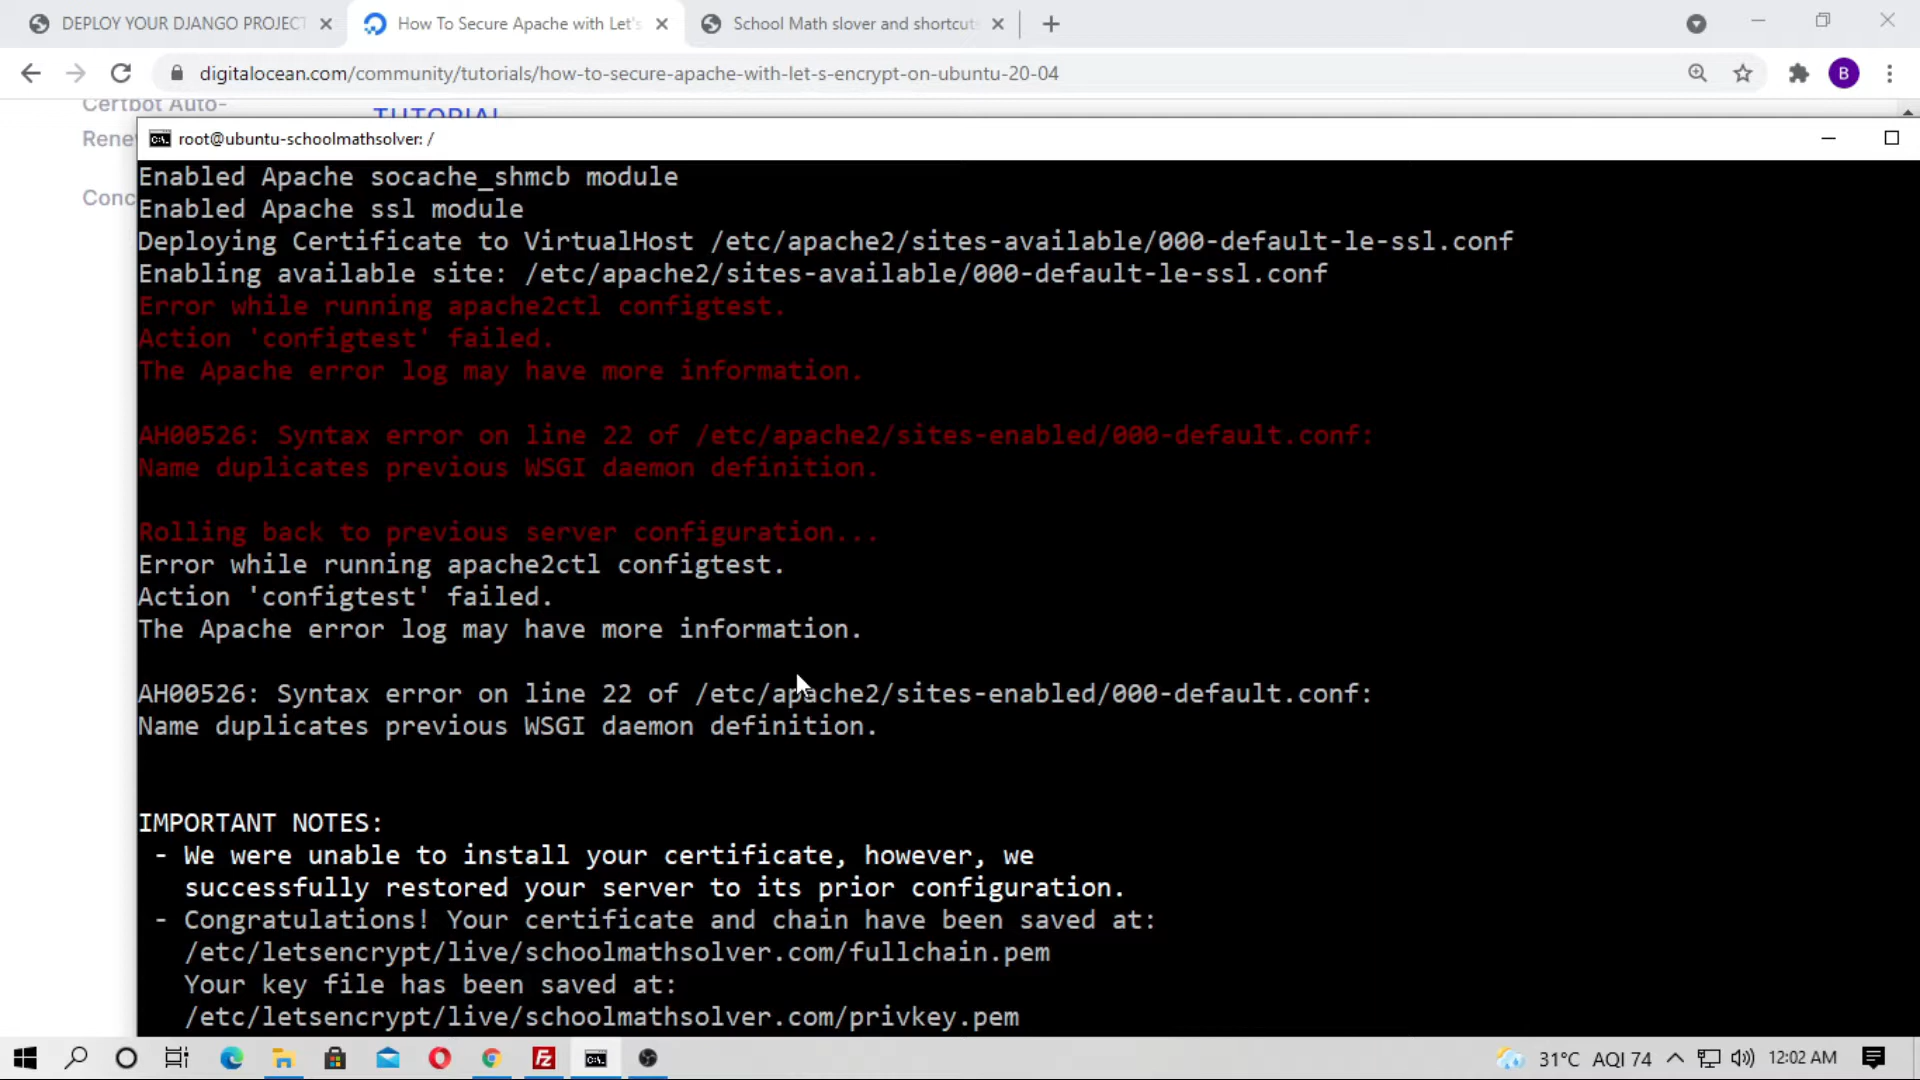 DEPLOY YOUR DJANGO PROJECT
How To Secure Apache with Let's
School Math slover and shortcuts
digitalocean.com/community/tutorials/how-to-secure-apache-with-let-s-encrypt-on-ubuntu-20-04
B
Certbot Auto-
TUTORIAL
Rene
Conc
root@ubuntu-schoolmathsolver: /
Enabled Apache socache_shmcb module
Enabled Apache ssl module
Deploying Certificate to VirtualHost /etc/apache2/sites-available/000-default-le-ssl.conf
Enabling available site: /etc/apache2/sites-available/000-default-le-ssl.conf
Error while running apache2ctl configtest.
Action 'configtest' failed.
The Apache error log may have more information.
AH00526: Syntax error on line 22 of /etc/apache2/sites-enabled/000-default.conf:
Name duplicates previous WSGI daemon definition.
Rolling back to previous server configuration...
Error while running apache2ctl configtest.
Action 'configtest' failed.
The Apache error log may have more information.
AH00526: Syntax error on line 22 of /etc/apache2/sites-enabled/000-default.conf:
Name duplicates previous WSGI daemon definition.
IMPORTANT NOTES:
- We were unable to install your certificate, however, we
successfully restored your server to its prior configuration.
- Congratulations! Your certificate and chain have been saved at:
/etc/letsencrypt/live/schoolmathsolver.com/fullchain.pem
Your key file has been saved at:
/etc/letsencrypt/live/schoolmathsolver.com/privkey.pem
31°C AQI 74
12:02 AM